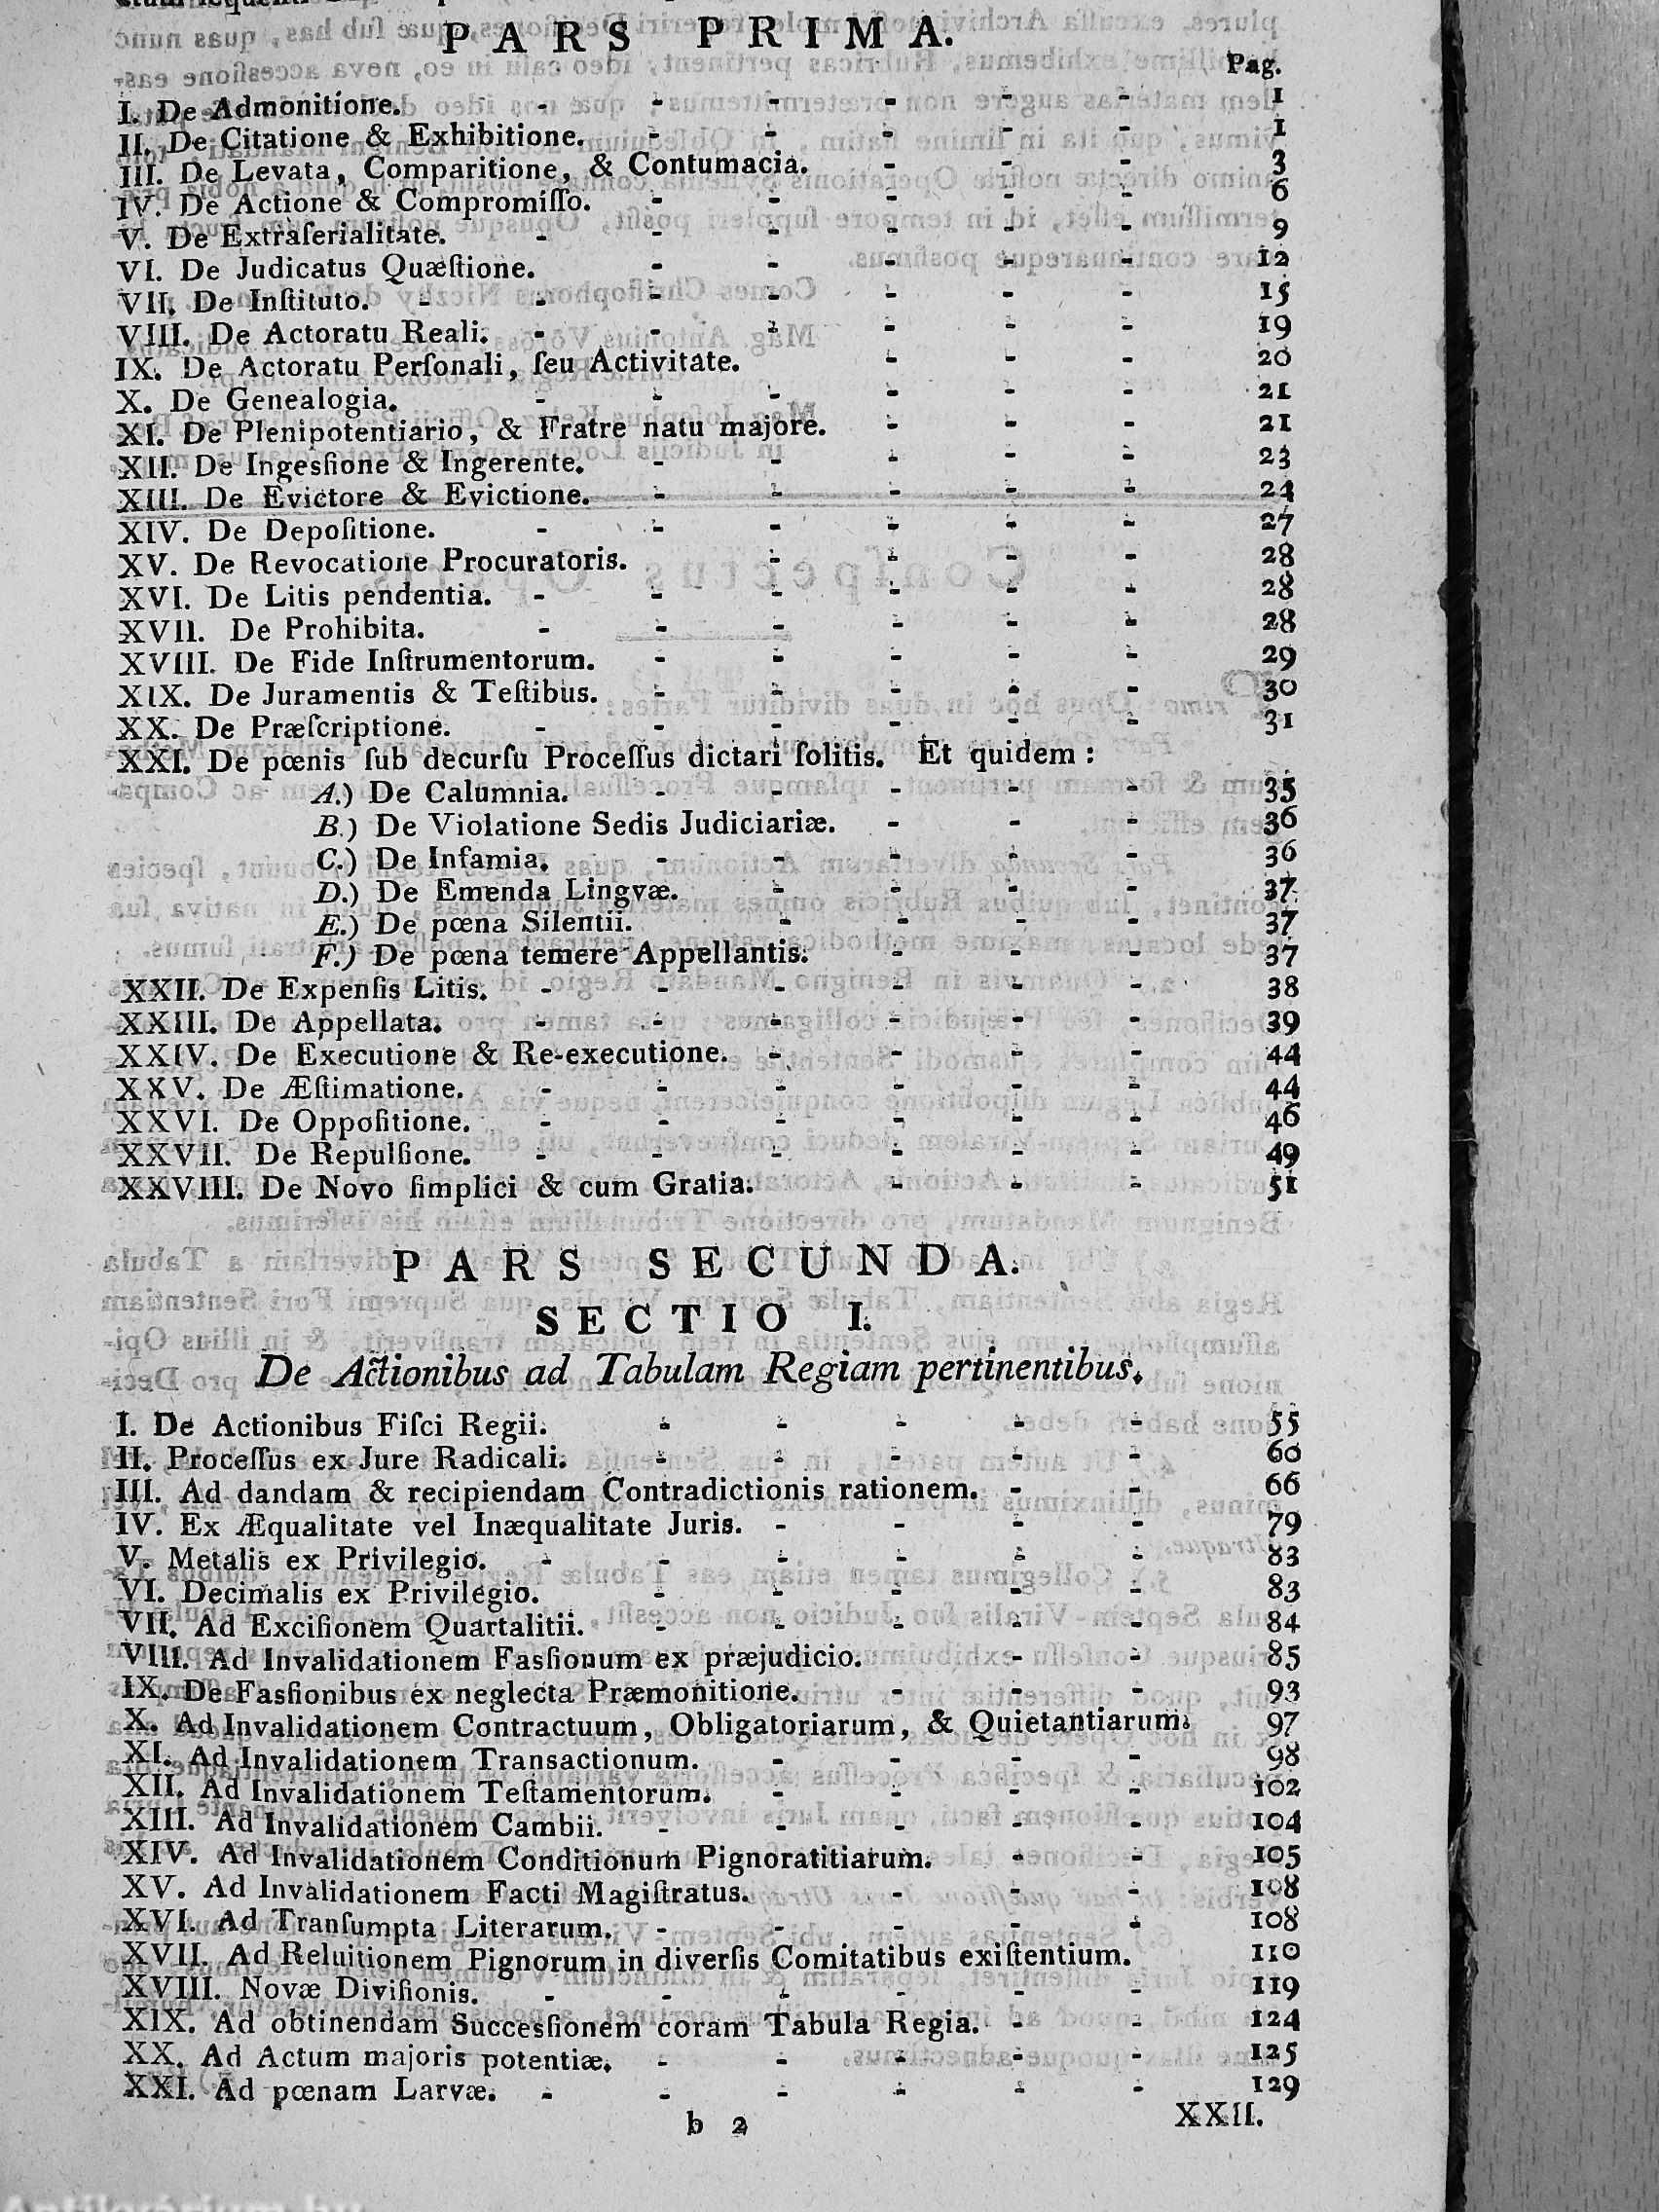 PARS PRIMA.
Pag.
I. De Admonitione. - - - - - - 1
II. De Citatione & Exhibitione. - - - - - 1
III. De Levata, Comparitione, & Contumacia. - - - 3
IV. De Actione & Compromiſſo. - - - - - 6
V. De Extraſerialitate. - - - - - - 9
VI. De Judicatus Quæſtione. - - - - - 12
VII. De Inſtituto. - - - - - - - 15
VIII. De Actoratu Reali. - - - - - - 19
IX. De Actoratu Perſonali, ſeu Activitate. - - - 20
X. De Genealogia. - - - - - - 21
XI. De Plenipotentiario, & Fratre natu majore. - - - 21
XII. De Ingesſione & Ingerente. - - - - - 23
XIII. De Evictore & Evictione. - - - - - 24
XIV. De Depoſitione. - - - - - - 27
XV. De Revocatione Procuratoris. - - - - 28
XVI. De Litis pendentia. - - - - - - 28
XVII. De Prohibita. - - - - - - 28
XVIII. De Fide Inſtrumentorum. - - - - - 29
XIX. De Juramentis & Teſtibus. - - - - - 30
XX. De Præſcriptione. - - - - - - 31
XXI. De pœnis ſub decurſu Proceſſus dictari ſolitis. Et quidem :
A.) De Calumnia. - - - - - 35
B.) De Violatione Sedis Judiciariæ. - - - 36
C.) De Infamia. - - - - - 36
D.) De Emenda Lingvæ. - - - - 37
E.) De pœna Silentii. - - - - 37
F.) De pœna temere Appellantis. - - - 37
XXII. De Expenſis Litis. - - - - - - 38
XXIII. De Appellata. - - - - - - 39
XXIV. De Executione & Re-executione. - - - - 44
XXV. De Æſtimatione. - - - - - - 44
XXVI. De Oppoſitione. - - - - - - 46
XXVII. De Repulſione. - - - - - - 49
XXVIII. De Novo ſimplici & cum Gratia. - - - 51
PARS SECUNDA.
SECTIO I.
De Actionibus ad Tabulam Regiam pertinentibus.
I. De Actionibus Fiſci Regii. - - - - - 55
II. Proceſſus ex Jure Radicali. - - - - - 60
III. Ad dandam & recipiendam Contradictionis rationem. - - 66
IV. Ex Æqualitate vel Inæqualitate Juris. - - - - 79
V. Metalis ex Privilegio. - - - - - - 83
VI. Decimalis ex Privilegio. - - - - - 83
VII. Ad Exciſionem Quartalitii. - - - - - 84
VIII. Ad Invalidationem Fasſionum ex præjudicio. - - 85
IX. De Fasſionibus ex neglecta Præmonitione. - - - 93
X. Ad Invalidationem Contractuum, Obligatoriarum, & Quietantiarum. 97
XI. Ad Invalidationem Transactionum. - - - - 98
XII. Ad Invalidationem Teſtamentorum. - - - - 102
XIII. Ad Invalidationem Cambii. - - - - - 104
XIV. Ad Invalidationem Conditionum Pignoratitiarum. - - 105
XV. Ad Invalidationem Facti Magiſtratus. - - - 108
XVI. Ad Tranſumpta Literarum. - - - - - 108
XVII. Ad Reluitionem Pignorum in diverſis Comitatibus exiſtentium. 110
XVIII. Novæ Diviſionis. - - - - - - 119
XIX. Ad obtinendam Succesſionem coram Tabula Regia. - - 124
XX. Ad Actum majoris potentiæ. - - - - - 125
XXI. Ad pœnam Larvæ. - - - - - - 129
b 2 XXII.